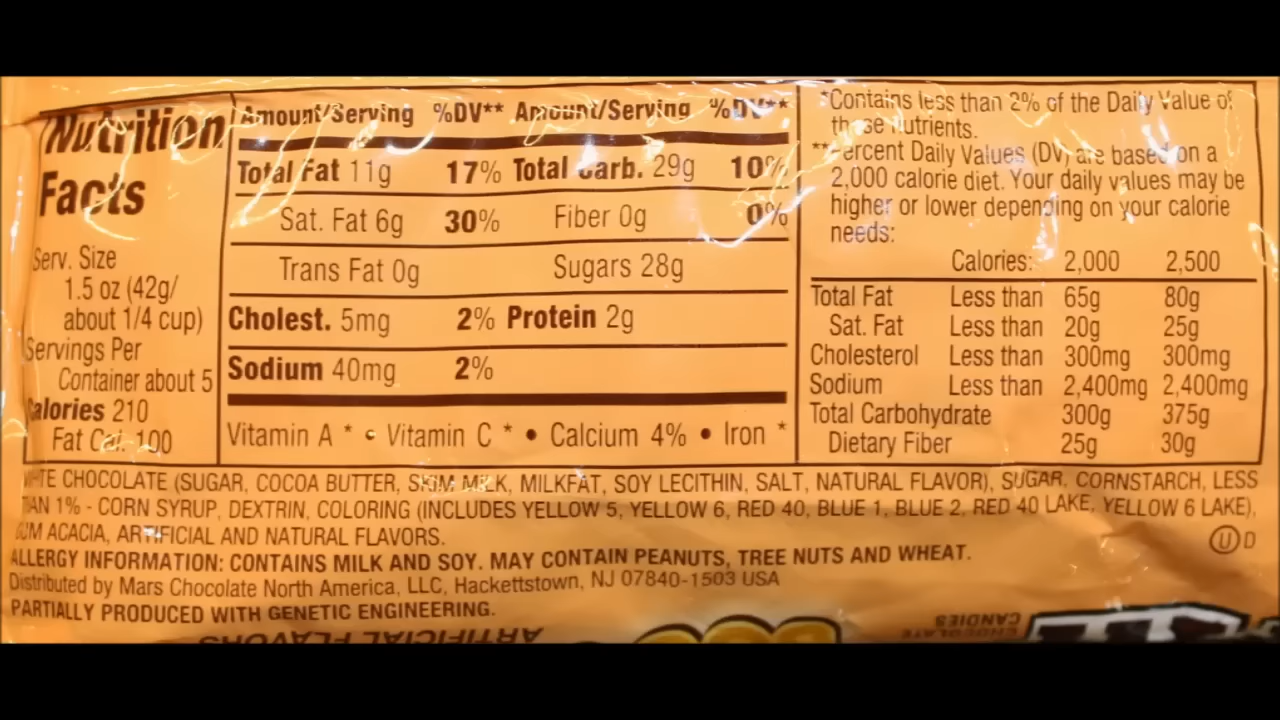 Nutrition
Facts
Serv. Size
1.5 oz (42g/
about 1/4 cup)
Servings Per
Container about 5
Calories 210
Fat Cal. 100
Amount/Serving %DV** Amount/Serving %DV**
Total Fat 11g 17% Total Carb. 29g 10%
Sat. Fat 6g 30% Fiber 0g 0%
Trans Fat 0g Sugars 28g
Cholest. 5mg 2% Protein 2g
Sodium 40mg 2%
Vitamin A * • Vitamin C * • Calcium 4% • Iron *
*Contains less than 2% of the Daily Value of
these nutrients.
**Percent Daily Values (DV) are based on a
2,000 calorie diet. Your daily values may be
higher or lower depending on your calorie
needs:
Calories: 2,000 2,500
Total Fat Less than 65g 80g
Sat. Fat Less than 20g 25g
Cholesterol Less than 300mg 300mg
Sodium Less than 2,400mg 2,400mg
Total Carbohydrate 300g 375g
Dietary Fiber 25g 30g
WHITE CHOCOLATE (SUGAR, COCOA BUTTER, SKIM MILK, MILKFAT, SOY LECITHIN, SALT, NATURAL FLAVOR), SUGAR, CORNSTARCH, LESS
THAN 1% - CORN SYRUP, DEXTRIN, COLORING (INCLUDES YELLOW 5, YELLOW 6, RED 40, BLUE 1, BLUE 2, RED 40 LAKE, YELLOW 6 LAKE),
GUM ACACIA, ARTIFICIAL AND NATURAL FLAVORS.
U D
ALLERGY INFORMATION: CONTAINS MILK AND SOY. MAY CONTAIN PEANUTS, TREE NUTS AND WHEAT.
Distributed by Mars Chocolate North America, LLC, Hackettstown, NJ 07840-1503 USA
PARTIALLY PRODUCED WITH GENETIC ENGINEERING.
ARTIFICIAL FLAVORS
CHOCOLATE
CANDIES